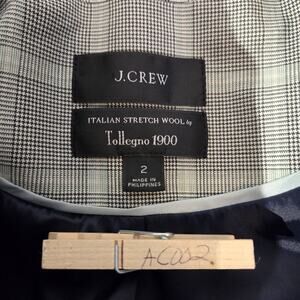 J.CREW
ITALIAN STRETCH WOOL by
Tollegno 1900
2
MADE IN
PHILIPPINES
AC002